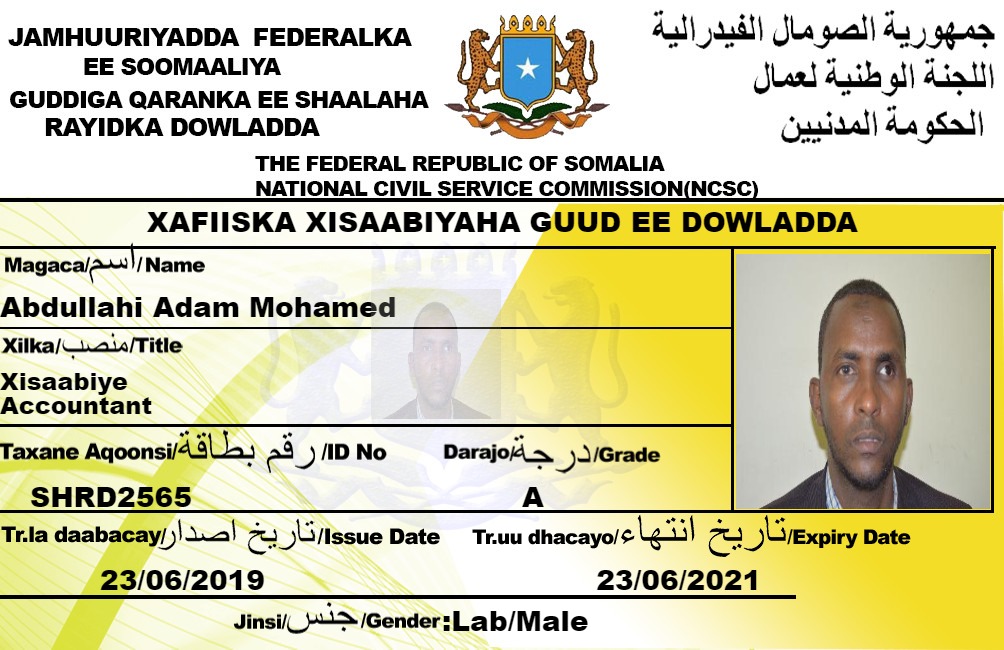 JAMHUURIYADDA FEDERALKA
EE SOOMAALIYA
GUDDIGA QARANKA EE SHAALAHA
RAYIDKA DOWLADDA
جمهورية الصومال الفيدرالية
اللجنة الوطنية لعمال
الحكومة المدنيين
THE FEDERAL REPUBLIC OF SOMALIA
NATIONAL CIVIL SERVICE COMMISSION(NCSC)
XAFIISKA XISAABIYAHA GUUD EE DOWLADDA
Magaca/اسم/Name
Abdullahi Adam Mohamed
Xilka/منصب/Title
Xisaabiye
Accountant
Taxane Aqoonsi/رقم بطاقة/ID No
Darajo/درجة/Grade
SHRD2565
A
Tr.la daabacay/تاريخ اصدار/Issue Date
Tr.uu dhacayo/تاريخ انتهاء/Expiry Date
23/06/2019
23/06/2021
Jinsi/جنس/Gender:Lab/Male